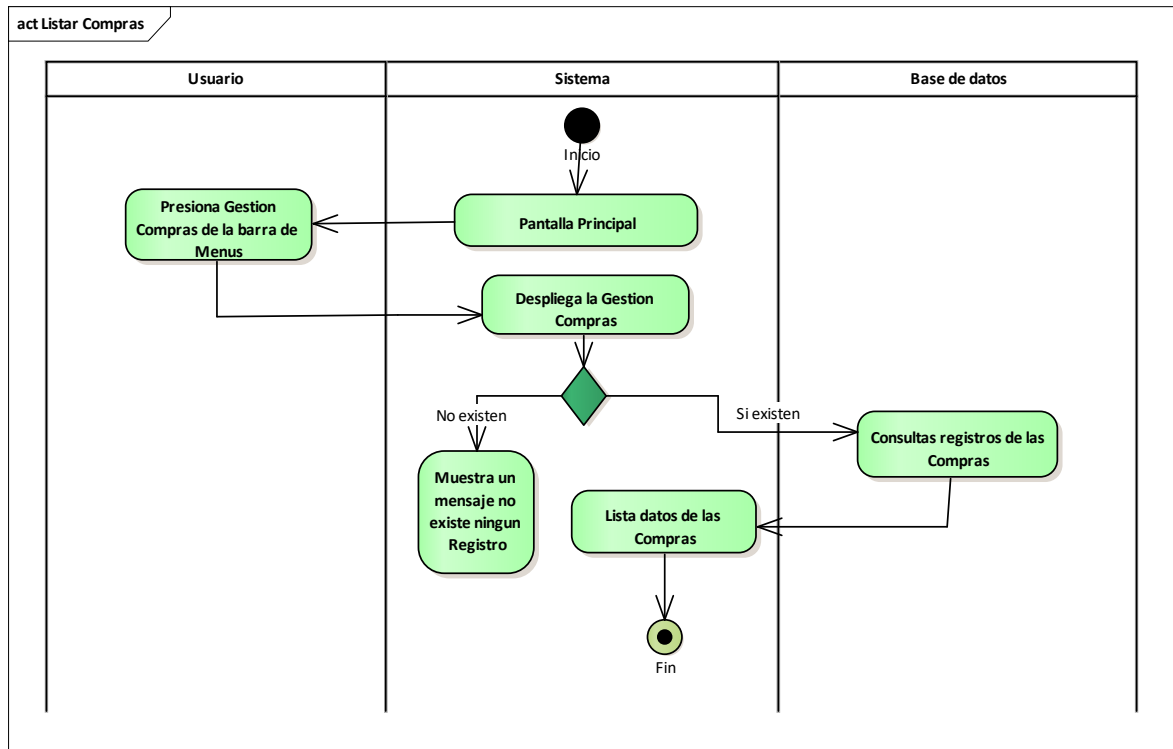 act Listar Compras
Usuario
Sistema
Base de datos
Inicio
Pantalla Principal
Presiona Gestion
Compras de la barra de
Menus
Despliega la Gestion
Compras
No existen
Si existen
Consultas registros de las
Compras
Muestra un
mensaje no
existe ningun
Registro
Lista datos de las
Compras
Fin